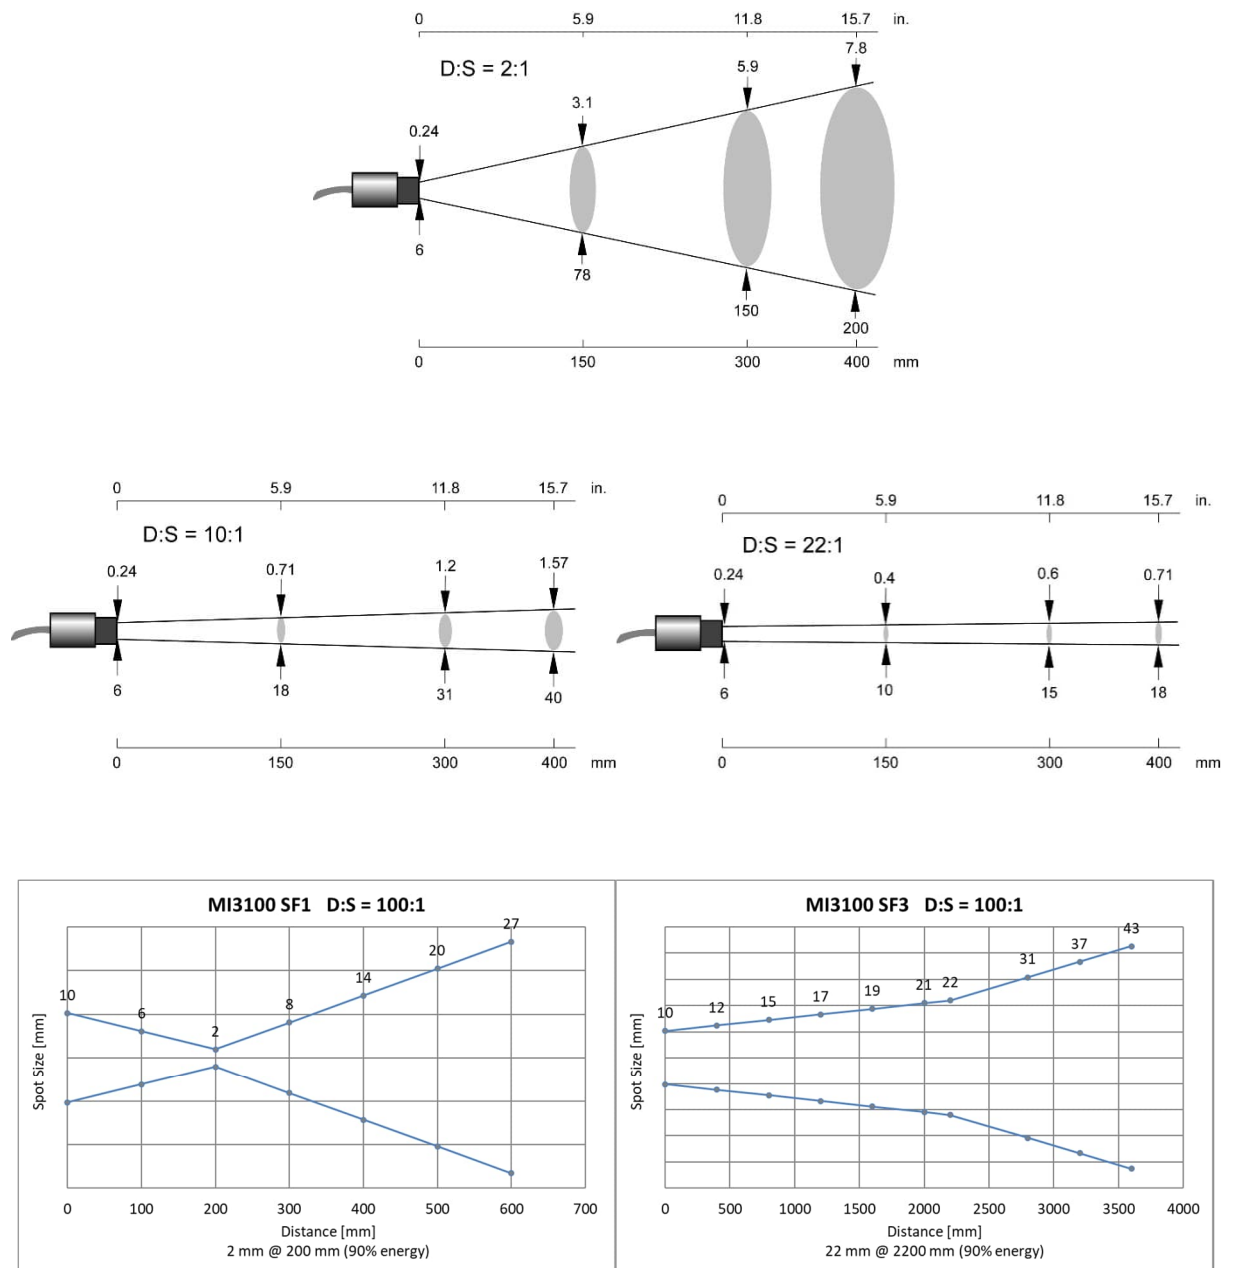 0 5.9 11.8 15.7 in.
7.8
D:S = 2:1
5.9
3.1
0.24
6
78
150
200
0 150 300 400 mm
0 5.9 11.8 15.7 in.
D:S = 10:1
0.24 0.71 1.2 1.57
6 18 31 40
0 150 300 400 mm
0 5.9 11.8 15.7 in.
D:S = 22:1
0.24 0.4 0.6 0.71
6 10 15 18
0 150 300 400 mm
MI3100 SF1 D:S = 100:1
10 6 2 8 14 20 27
Spot Size [mm]
0 100 200 300 400 500 600 700
Distance [mm]
2 mm @ 200 mm (90% energy)
MI3100 SF3 D:S = 100:1
10 12 15 17 19 21 22 31 37 43
Spot Size [mm]
0 500 1000 1500 2000 2500 3000 3500 4000
Distance [mm]
22 mm @ 2200 mm (90% energy)